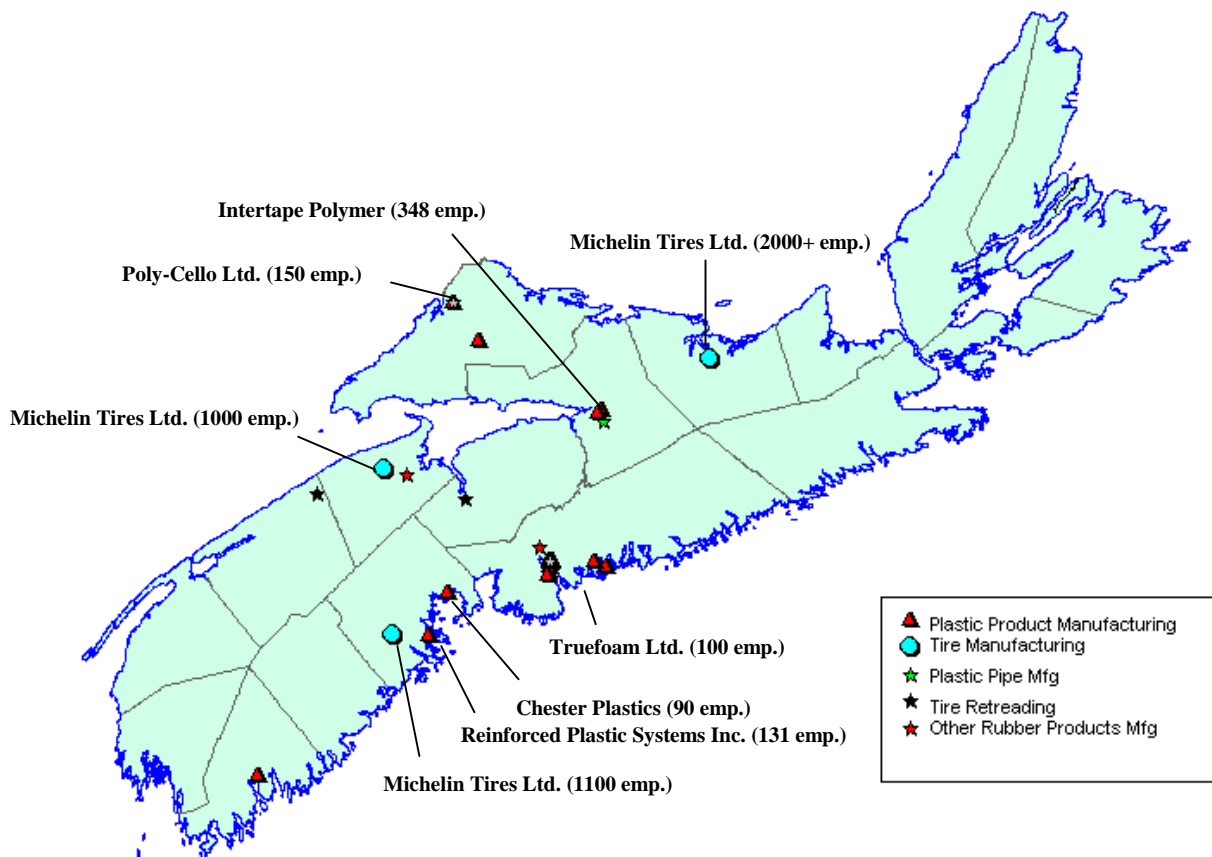 Intertape Polymer (348 emp.)
Michelin Tires Ltd. (2000+ emp.)
Poly-Cello Ltd. (150 emp.)
Michelin Tires Ltd. (1000 emp.)
Truefoam Ltd. (100 emp.)
Chester Plastics (90 emp.)
Reinforced Plastic Systems Inc. (131 emp.)
Michelin Tires Ltd. (1100 emp.)
Plastic Product Manufacturing
Tire Manufacturing
Plastic Pipe Mfg
Tire Retreading
Other Rubber Products Mfg